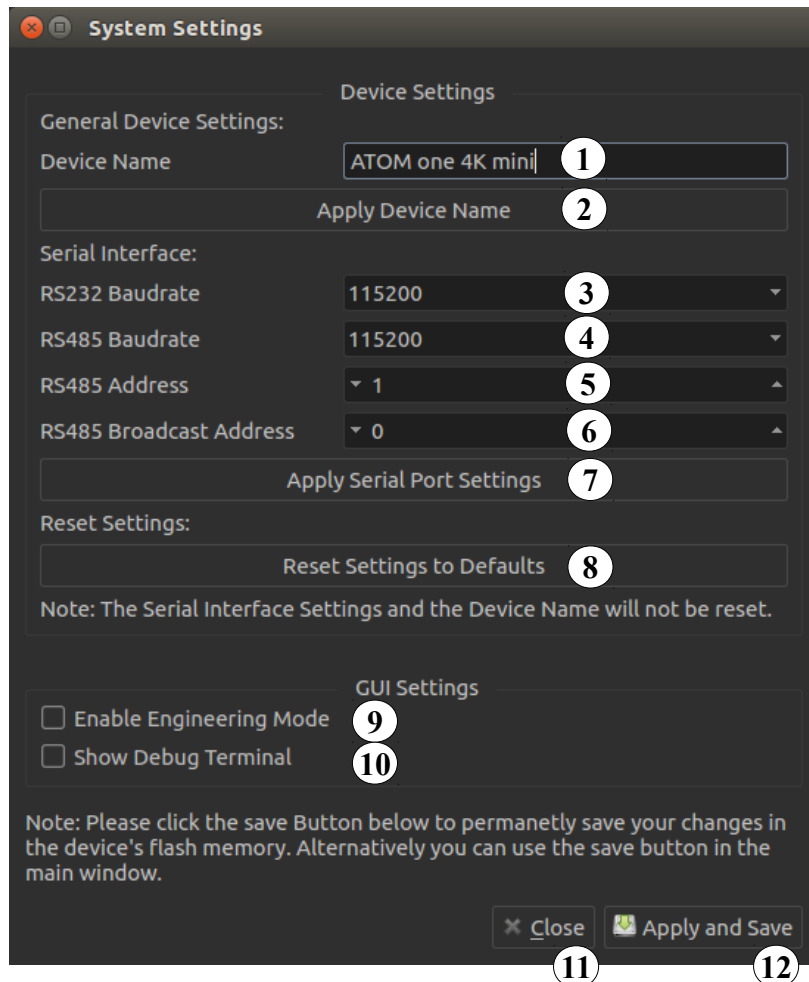 System Settings
Device Settings
General Device Settings:
Device Name ATOM one 4K mini 1
Apply Device Name 2
Serial Interface:
RS232 Baudrate 115200 3
RS485 Baudrate 115200 4
RS485 Address 1 5
RS485 Broadcast Address 0 6
Apply Serial Port Settings 7
Reset Settings:
Reset Settings to Defaults 8
Note: The Serial Interface Settings and the Device Name will not be reset.
GUI Settings
Enable Engineering Mode 9
Show Debug Terminal 10
Note: Please click the save Button below to permanetly save your changes in
the device's flash memory. Alternatively you can use the save button in the
main window.
Close Apply and Save
11 12